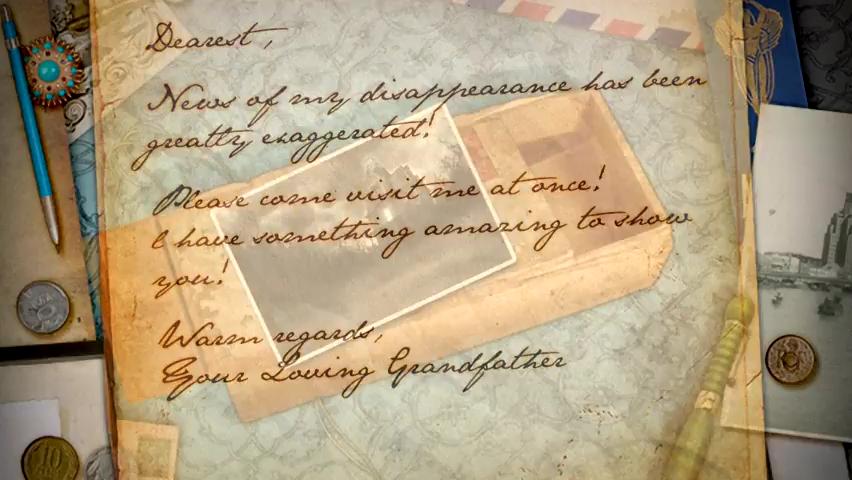 Dearest,
News of my disappearance has been
greatly exaggerated!
Please come visit me at once!
I have something amazing to show
you!
Warm regards,
Your Loving Grandfather
10